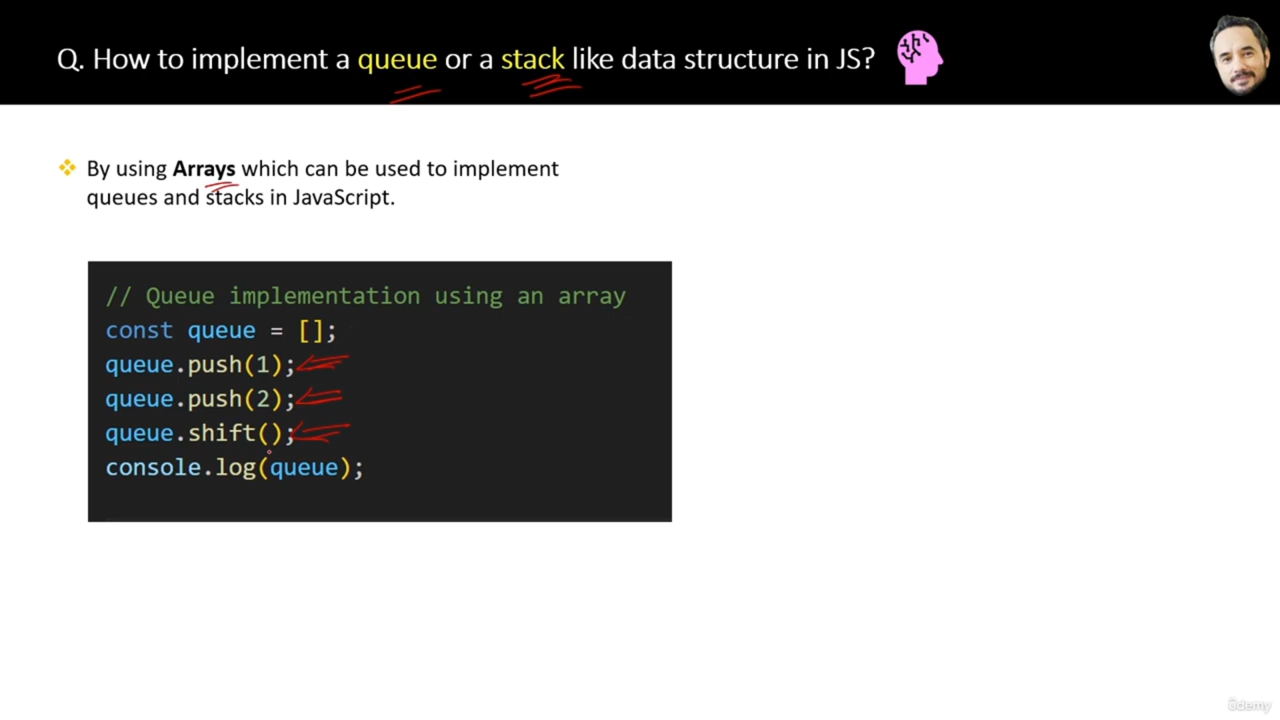 Q. How to implement a queue or a stack like data structure in JS?
By using Arrays which can be used to implement
queues and stacks in JavaScript.
// Queue implementation using an array
const queue = [];
queue.push(1);
queue.push(2);
queue.shift();
console.log(queue);
ûdemy